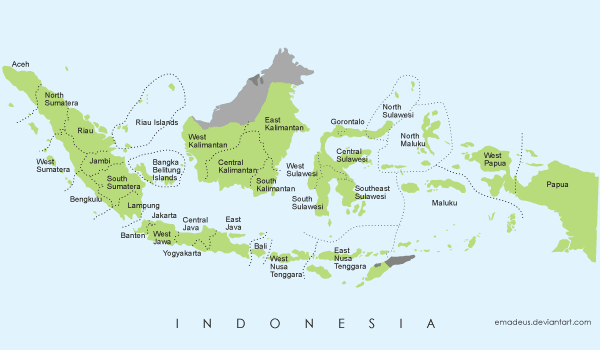 Aceh
North
Sumatera
Riau
Riau Islands
West
Sumatera
Jambi
Bangka
Belitung
Islands
South
Sumatera
Bengkulu
Lampung
Jakarta
Banten
West
Jawa
Central
Java
Yogyakarta
East
Java
Bali
West
Nusa
Tenggara
East
Nusa
Tenggara
West
Kalimantan
Central
Kalimantan
South
Kalimantan
East
Kalimantan
West
Sulawesi
South
Sulawesi
Central
Sulawesi
Southeast
Sulawesi
Gorontalo
North
Sulawesi
North
Maluku
Maluku
West
Papua
Papua
INDONESIA
emadeus.deviantart.com